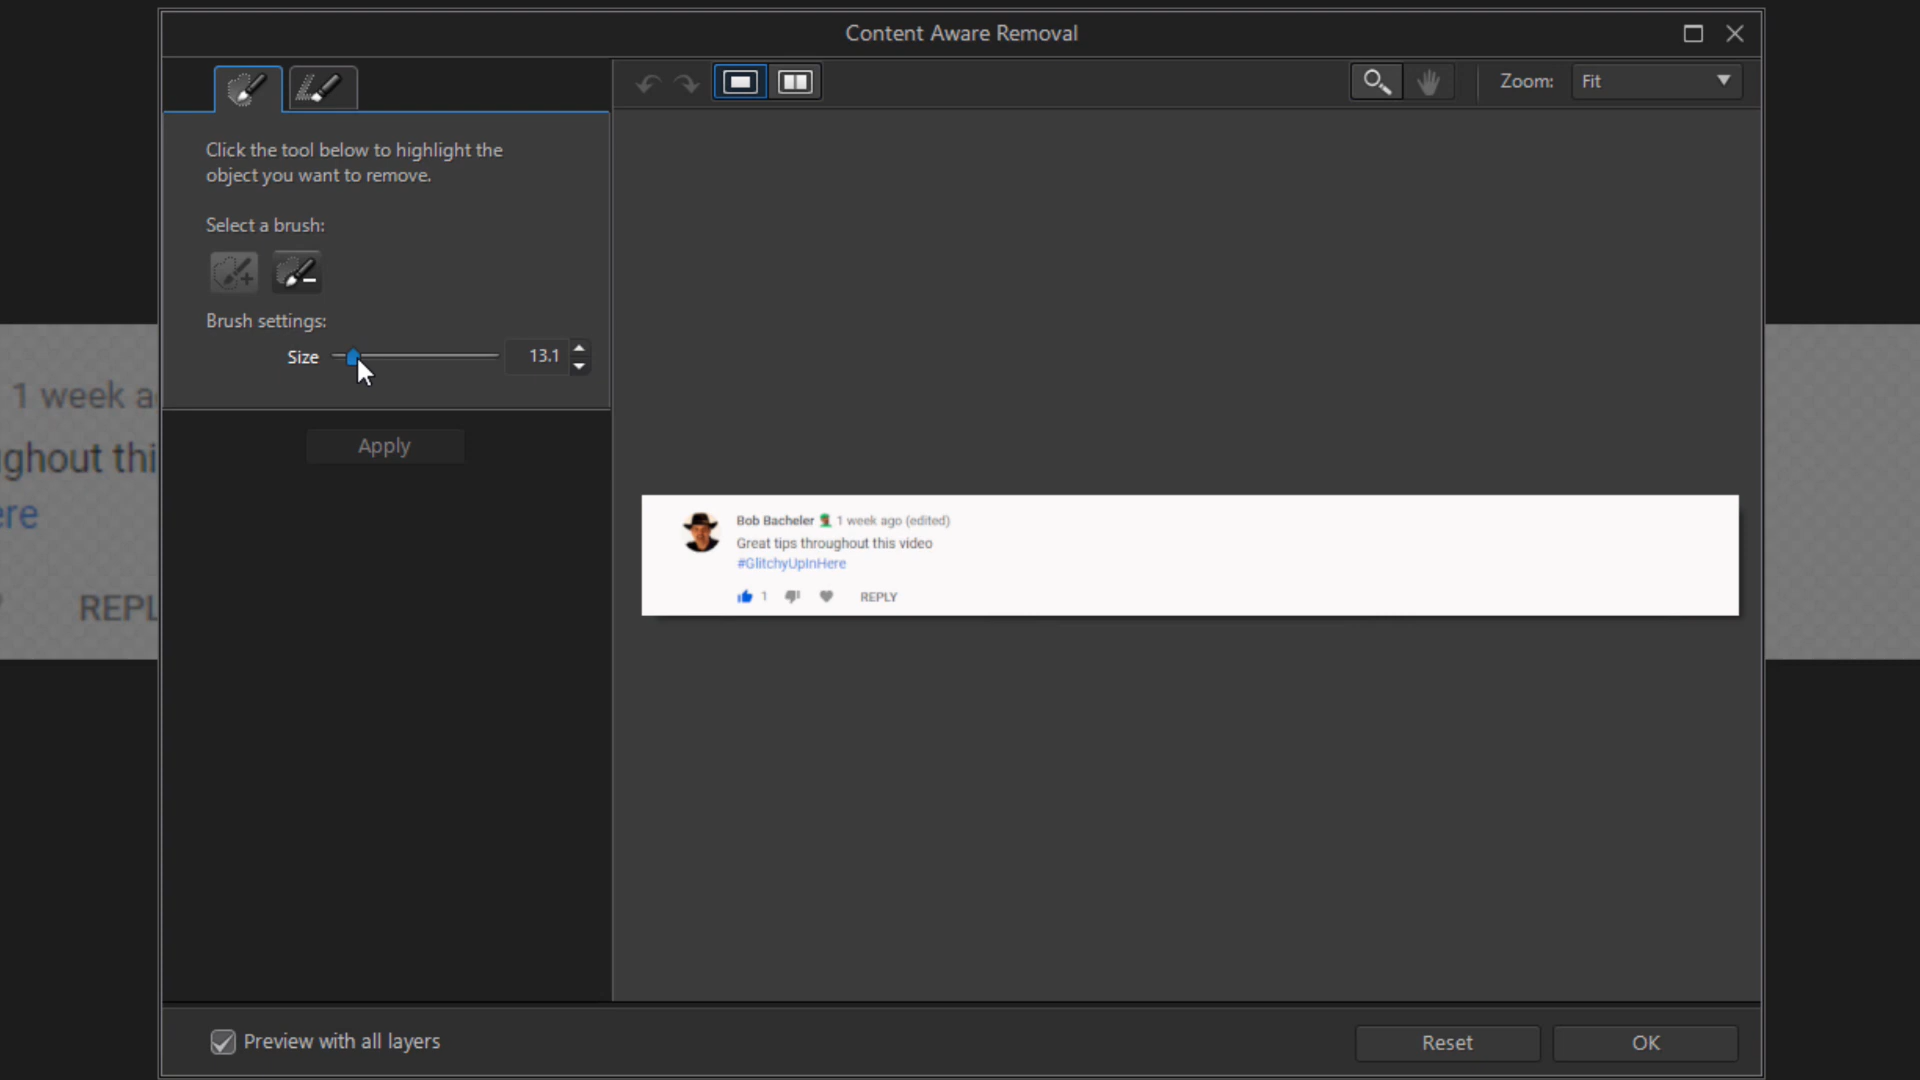 Content Aware Removal
Zoom: Fit
Click the tool below to highlight the
object you want to remove.
Select a brush:
Brush settings:
Size 13.1
Apply
1 week a
ghout thi
ere
REPL
Bob Bacheler 1 week ago (edited)
Great tips throughout this video
#GlitchyUpInHere
1 REPLY
Preview with all layers
Reset OK